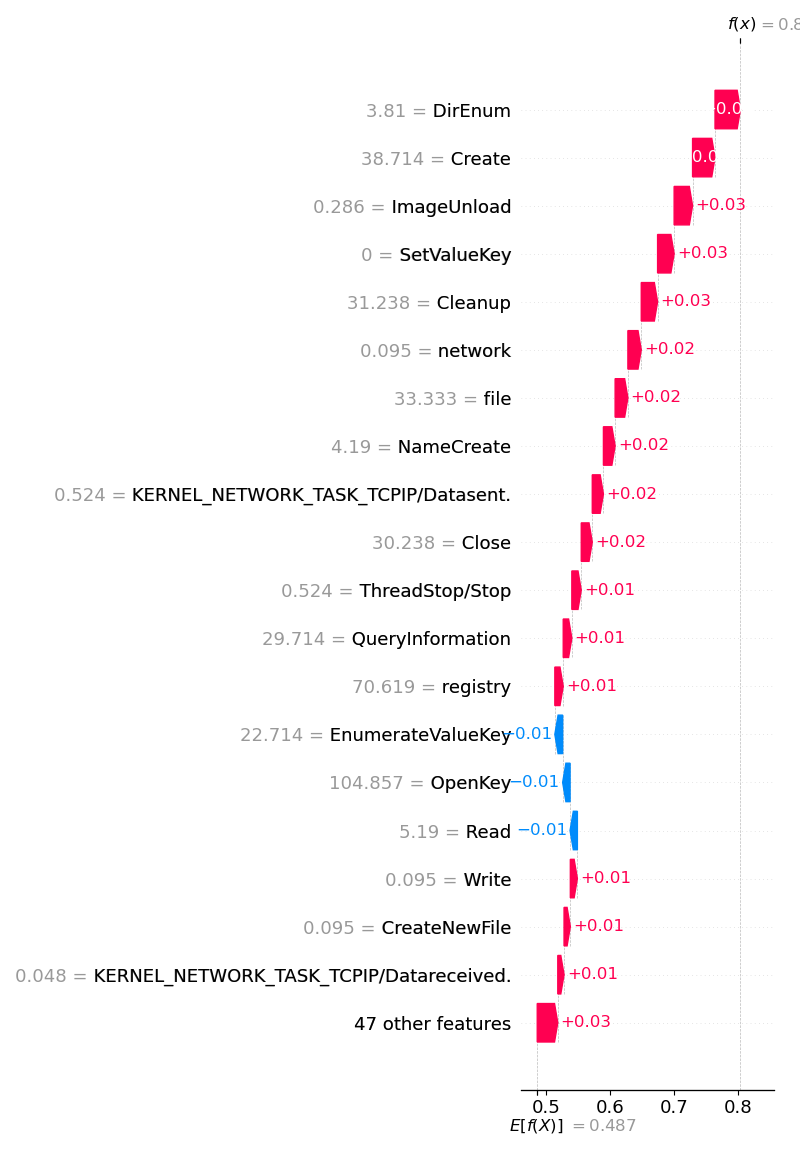 f(x) = 0.8
3.81 = DirEnum
38.714 = Create
0.286 = ImageUnload +0.03
0 = SetValueKey +0.03
31.238 = Cleanup +0.03
0.095 = network +0.02
33.333 = file +0.02
4.19 = NameCreate +0.02
0.524 = KERNEL_NETWORK_TASK_TCPIP/Datasent. +0.02
30.238 = Close +0.02
0.524 = ThreadStop/Stop +0.01
29.714 = QueryInformation +0.01
70.619 = registry +0.01
22.714 = EnumerateValueKey −0.01
104.857 = OpenKey −0.01
5.19 = Read −0.01
0.095 = Write +0.01
0.095 = CreateNewFile +0.01
0.048 = KERNEL_NETWORK_TASK_TCPIP/Datareceived. +0.01
47 other features +0.03
0.5 0.6 0.7 0.8
E[f(X)] = 0.487